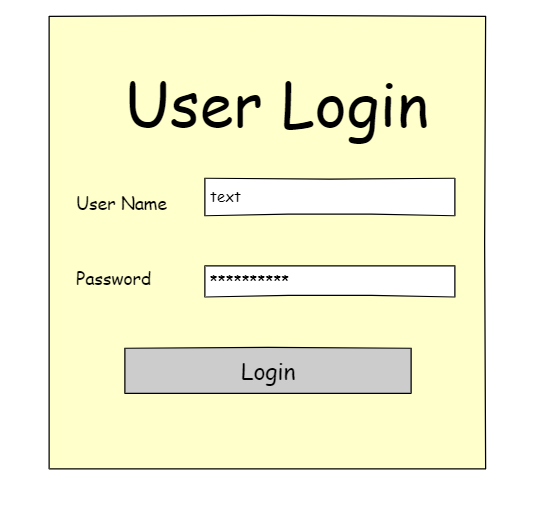 User Login
User Name text
Password **********
Login